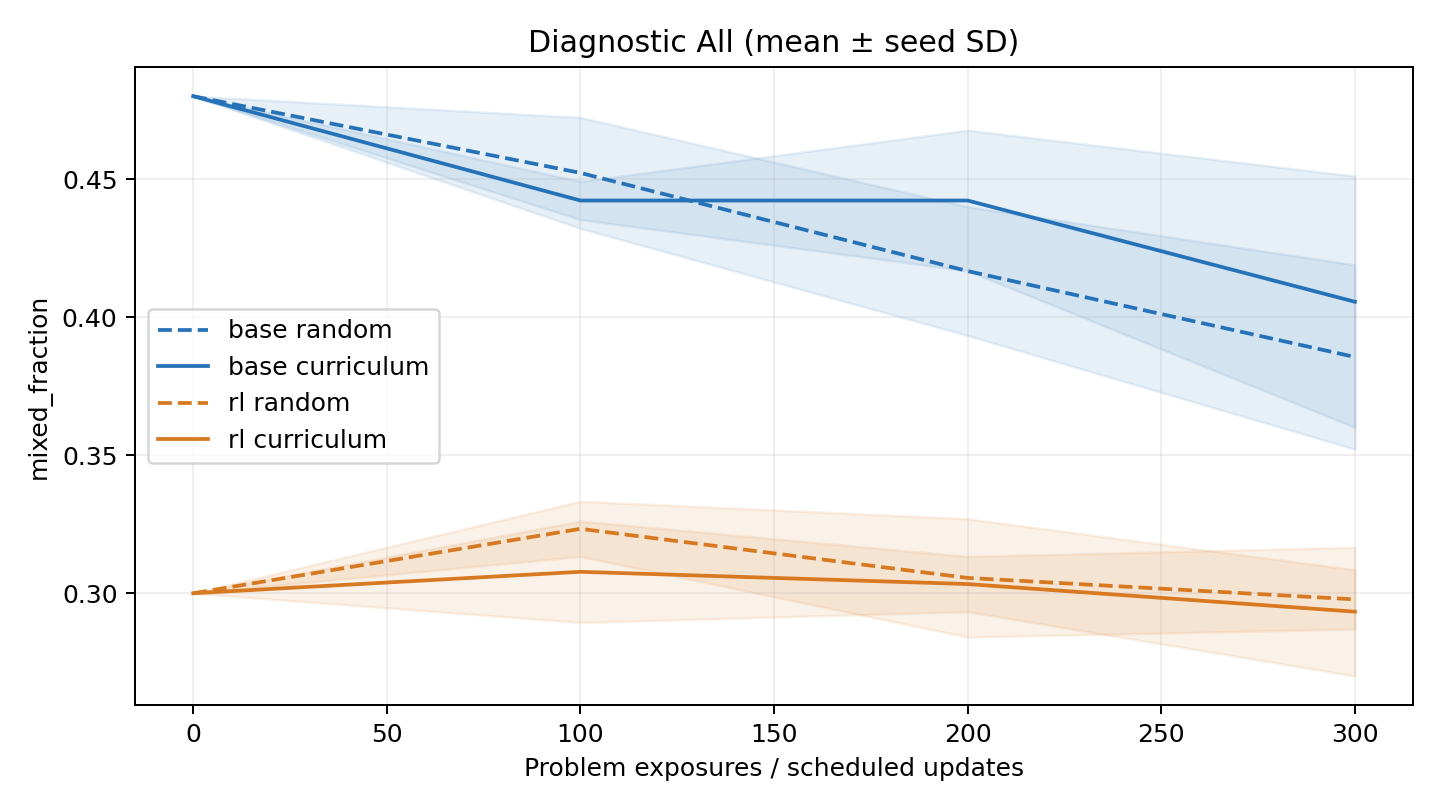 Diagnostic All (mean ± seed SD)
mixed_fraction
0.45
0.40
0.35
0.30
base random
base curriculum
rl random
rl curriculum
0 50 100 150 200 250 300
Problem exposures / scheduled updates